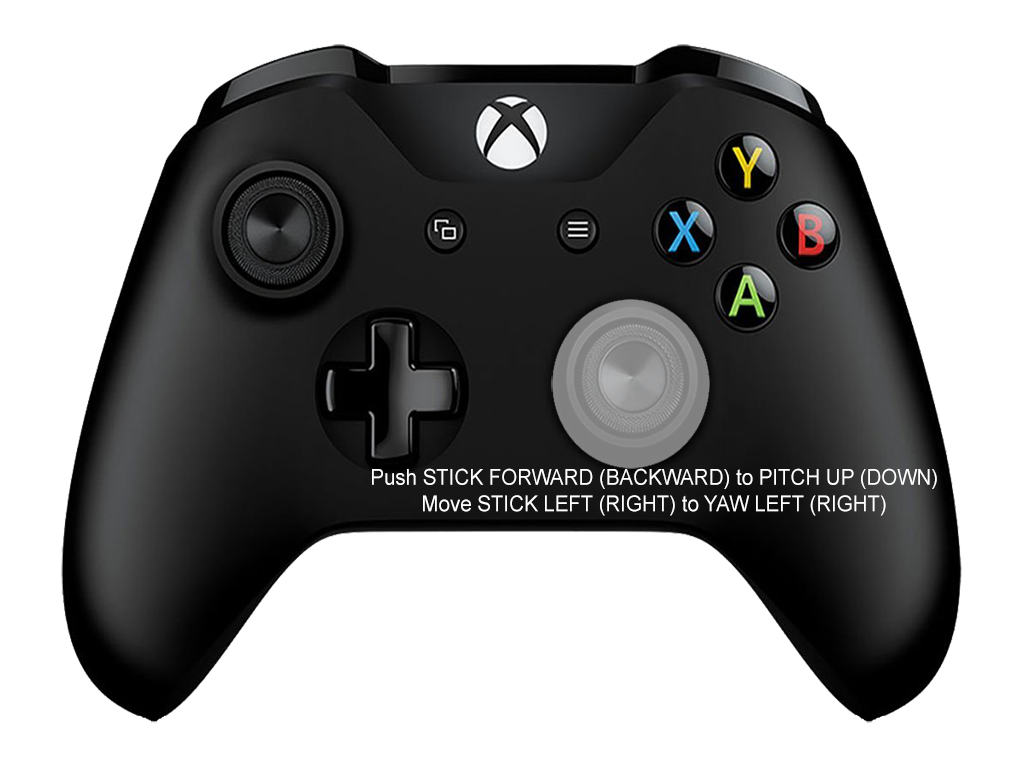 Y
X
B
A
Push STICK FORWARD (BACKWARD) to PITCH UP (DOWN)
Move STICK LEFT (RIGHT) to YAW LEFT (RIGHT)